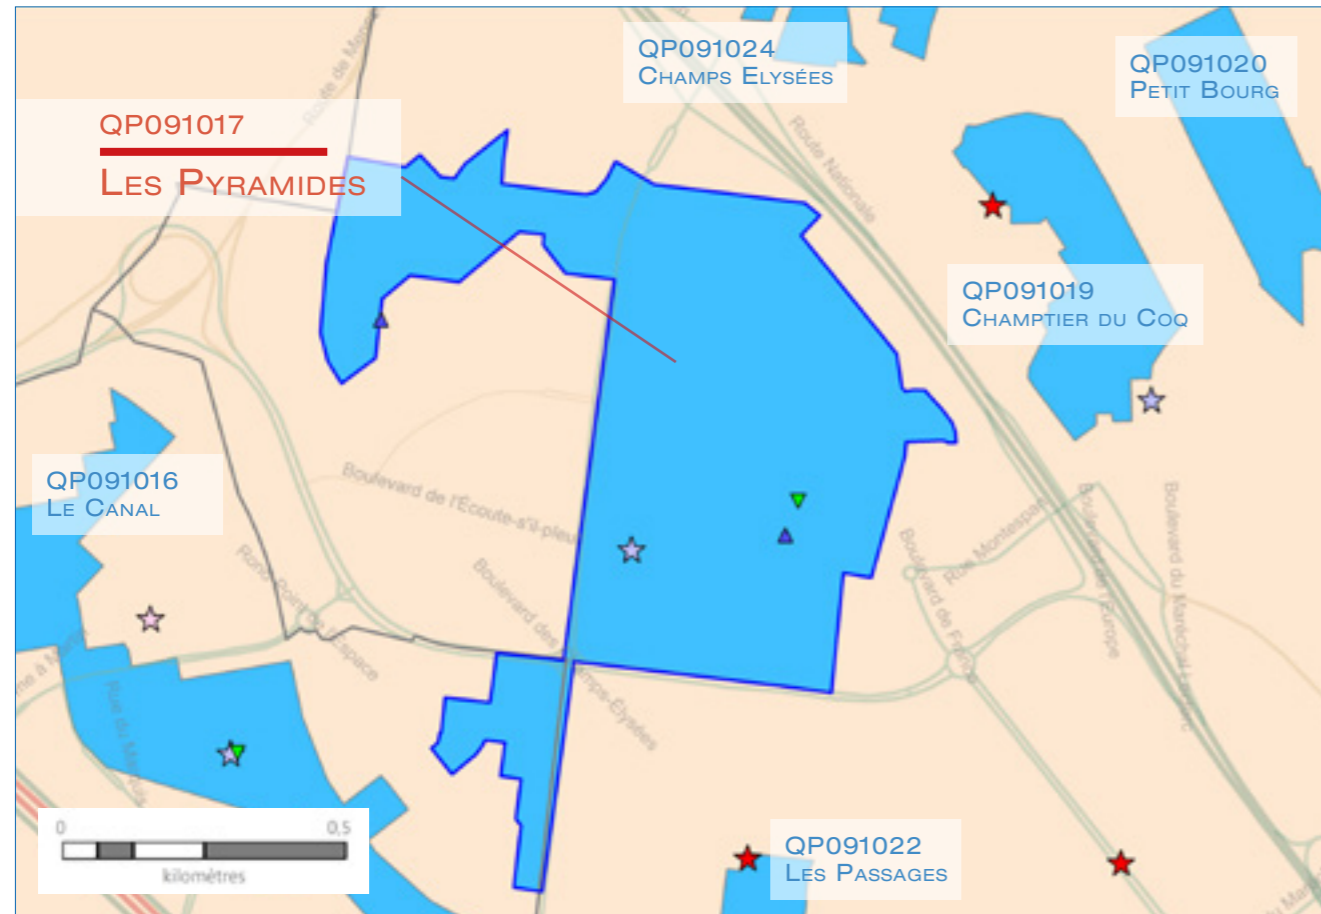 QP091024
CHAMPS ELYSÉES
QP091020
PETIT BOURG
QP091017
LES PYRAMIDES
Route Nationale
QP091019
CHAMPTIER DU COQ
QP091016
LE CANAL
Boulevard de l'Écoute-s'il-pleut
Rond-Point de l'Espace
Boulevard des Champs-Élysées
Rue Montespan
Boulevard de France
Boulevard de l'Europe
Boulevard du Maréchal Leclerc
Rue du Marquis
0 0,5
kilomètres
QP091022
LES PASSAGES